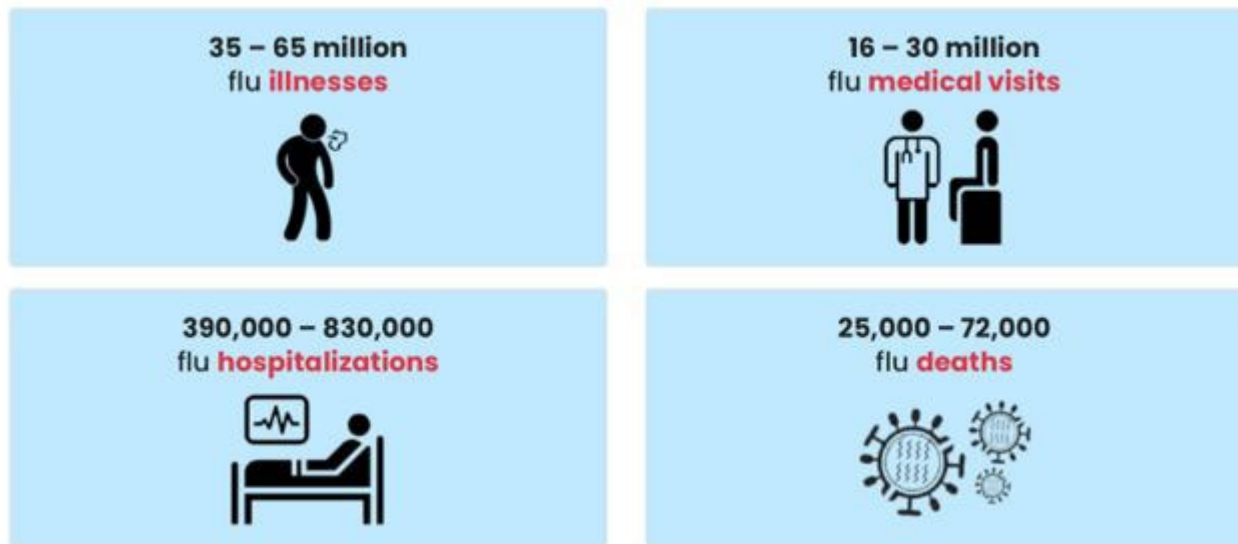 35 – 65 million
flu illnesses
16 – 30 million
flu medical visits
390,000 – 830,000
flu hospitalizations
25,000 – 72,000
flu deaths